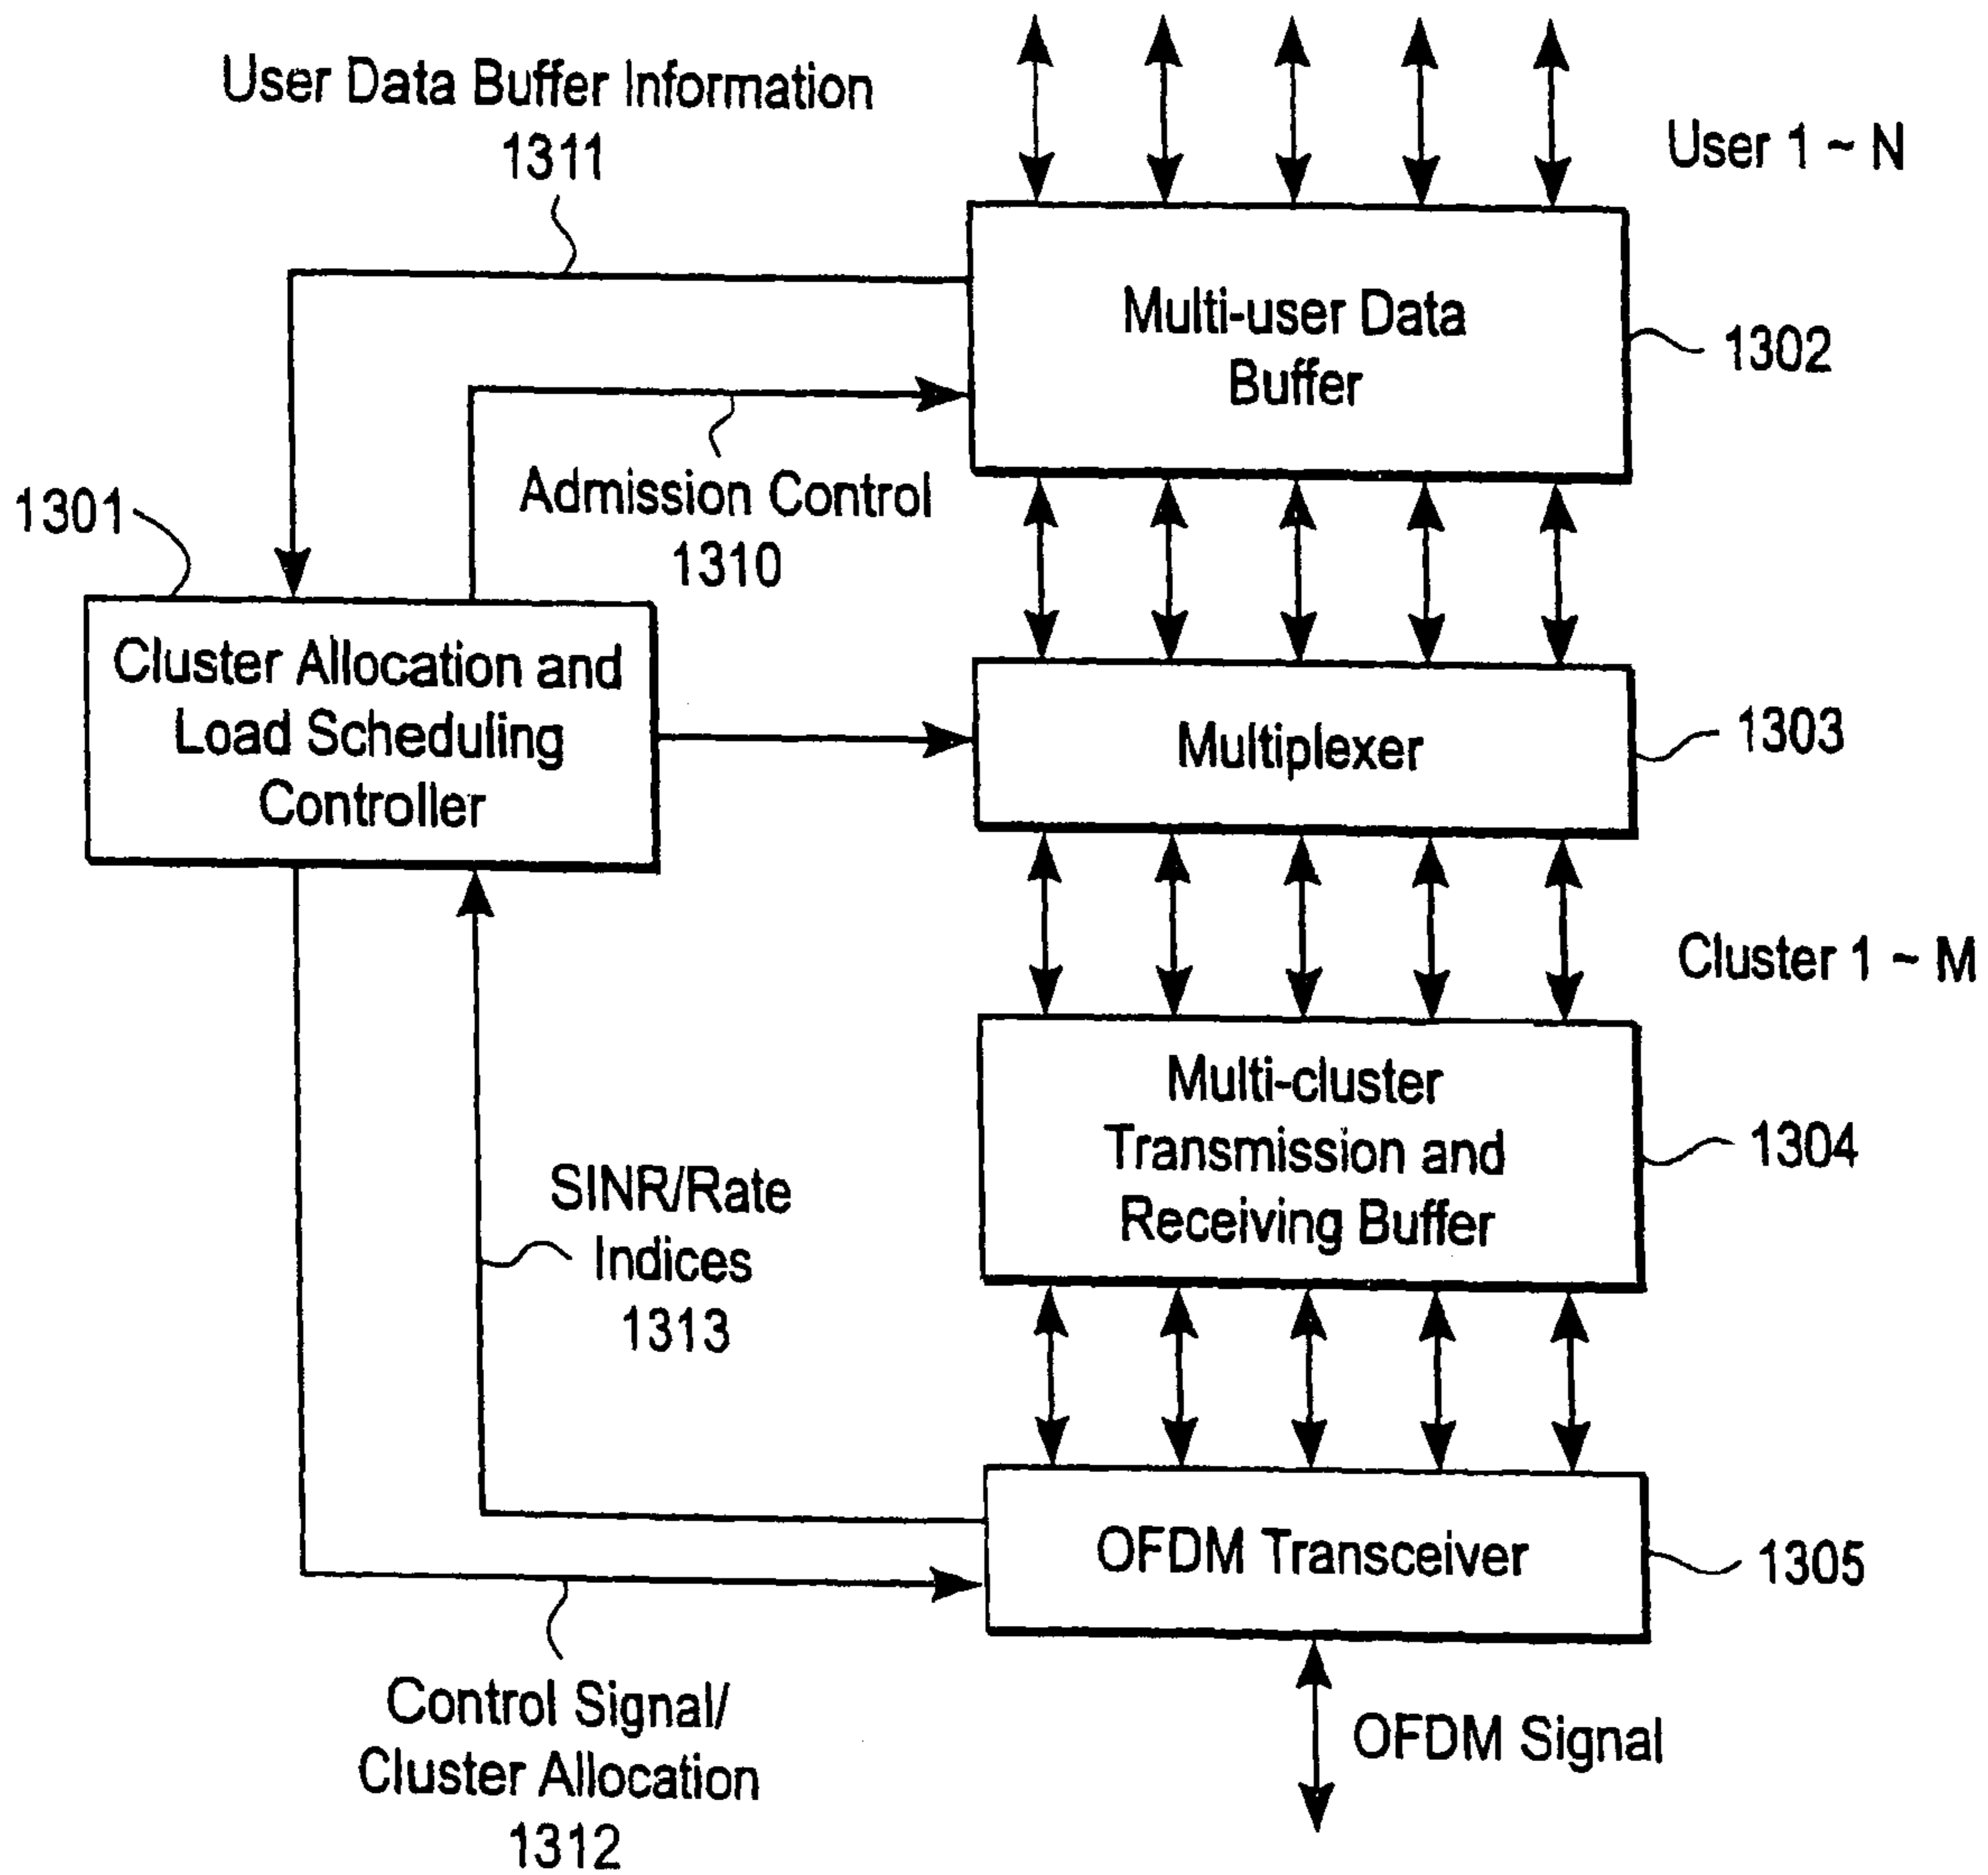 User Data Buffer Information
1311
User 1 ~ N
Multi-user Data
Buffer
1302
Admission Control
1310
1301
Cluster Allocation and
Load Scheduling
Controller
Multiplexer
1303
Cluster 1 ~ M
Multi-cluster
Transmission and
Receiving Buffer
1304
SINR/Rate
Indices
1313
OFDM Transceiver
1305
Control Signal/
Cluster Allocation
1312
OFDM Signal